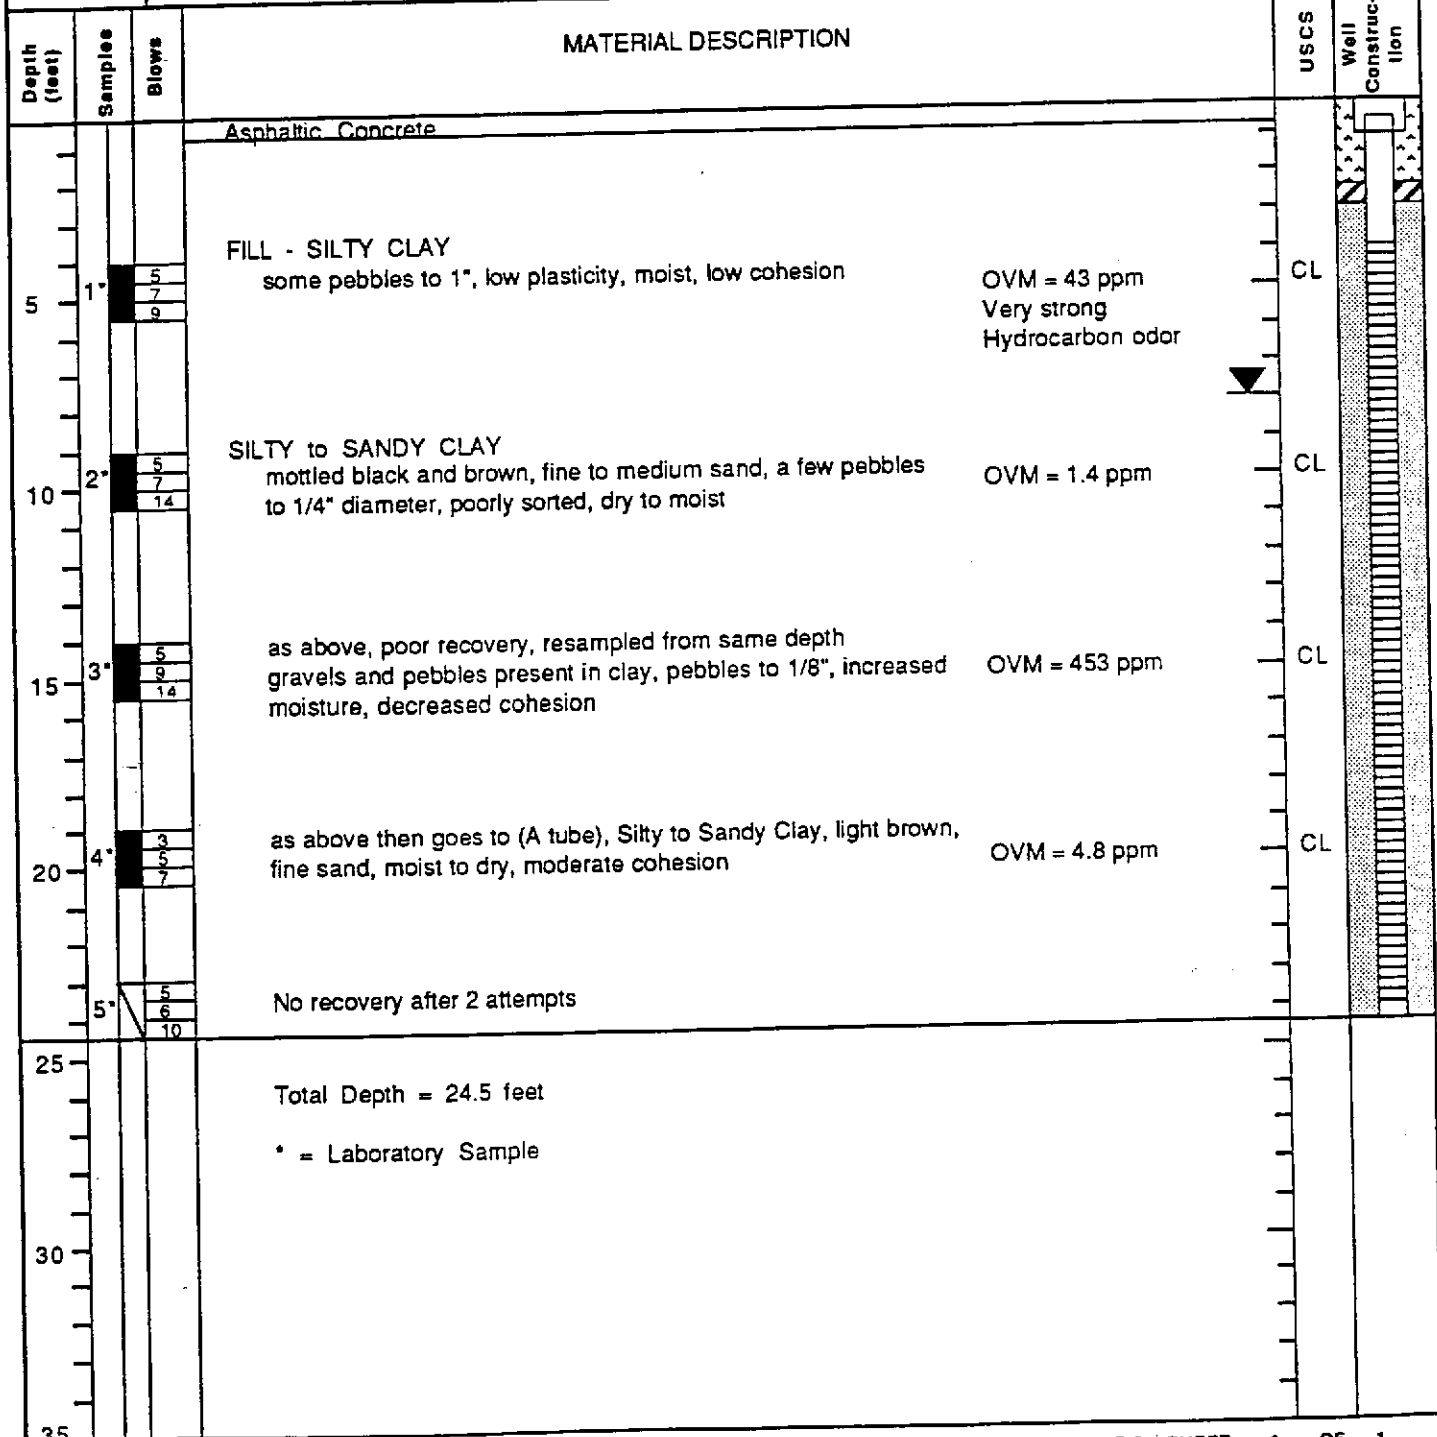 Depth (feet) Samples Blows MATERIAL DESCRIPTION USCS Well Construc- tion
Asphaltic Concrete
FILL - SILTY CLAY
1* 5 some pebbles to 1", low plasticity, moist, low cohesion OVM = 43 ppm CL
5 7 Very strong
9 Hydrocarbon odor
SILTY to SANDY CLAY
2* 5 mottled black and brown, fine to medium sand, a few pebbles OVM = 1.4 ppm CL
10 7 to 1/4" diameter, poorly sorted, dry to moist
14
5 as above, poor recovery, resampled from same depth
3* 9 gravels and pebbles present in clay, pebbles to 1/8", increased OVM = 453 ppm CL
15 14 moisture, decreased cohesion
3 as above then goes to (A tube), Silty to Sandy Clay, light brown,
4* 5 fine sand, moist to dry, moderate cohesion OVM = 4.8 ppm CL
20 7
5
5* 6 No recovery after 2 attempts
10
25
Total Depth = 24.5 feet
* = Laboratory Sample
30
35
OF 1